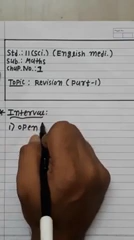 Std.: 11(Sci.) (English medi.)
Sub.: Maths
Chap.No.: 1
Topic: Revision (Part-1)
* Interval:
1) open